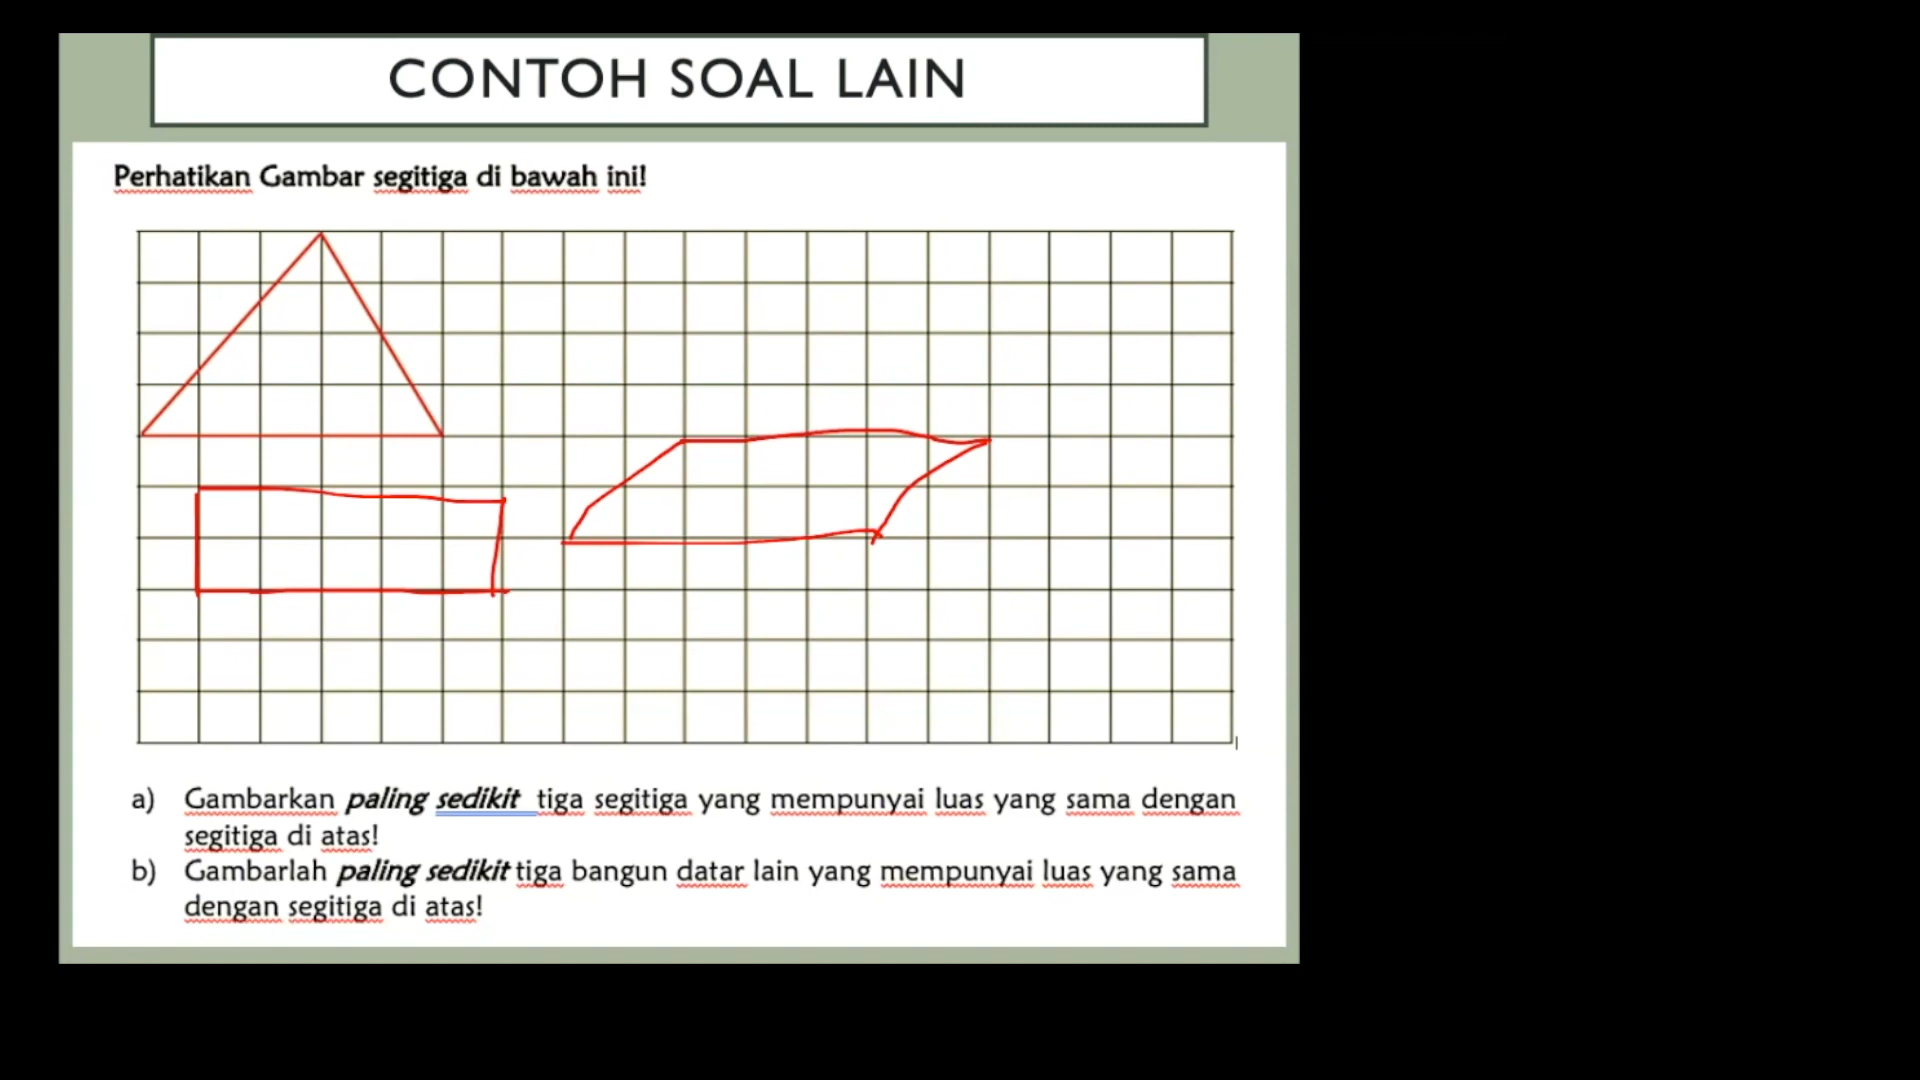 CONTOH SOAL LAIN
Perhatikan Gambar segitiga di bawah ini!
a) Gambarkan paling sedikit tiga segitiga yang mempunyai luas yang sama dengan
segitiga di atas!
b) Gambarlah paling sedikit tiga bangun datar lain yang mempunyai luas yang sama
dengan segitiga di atas!